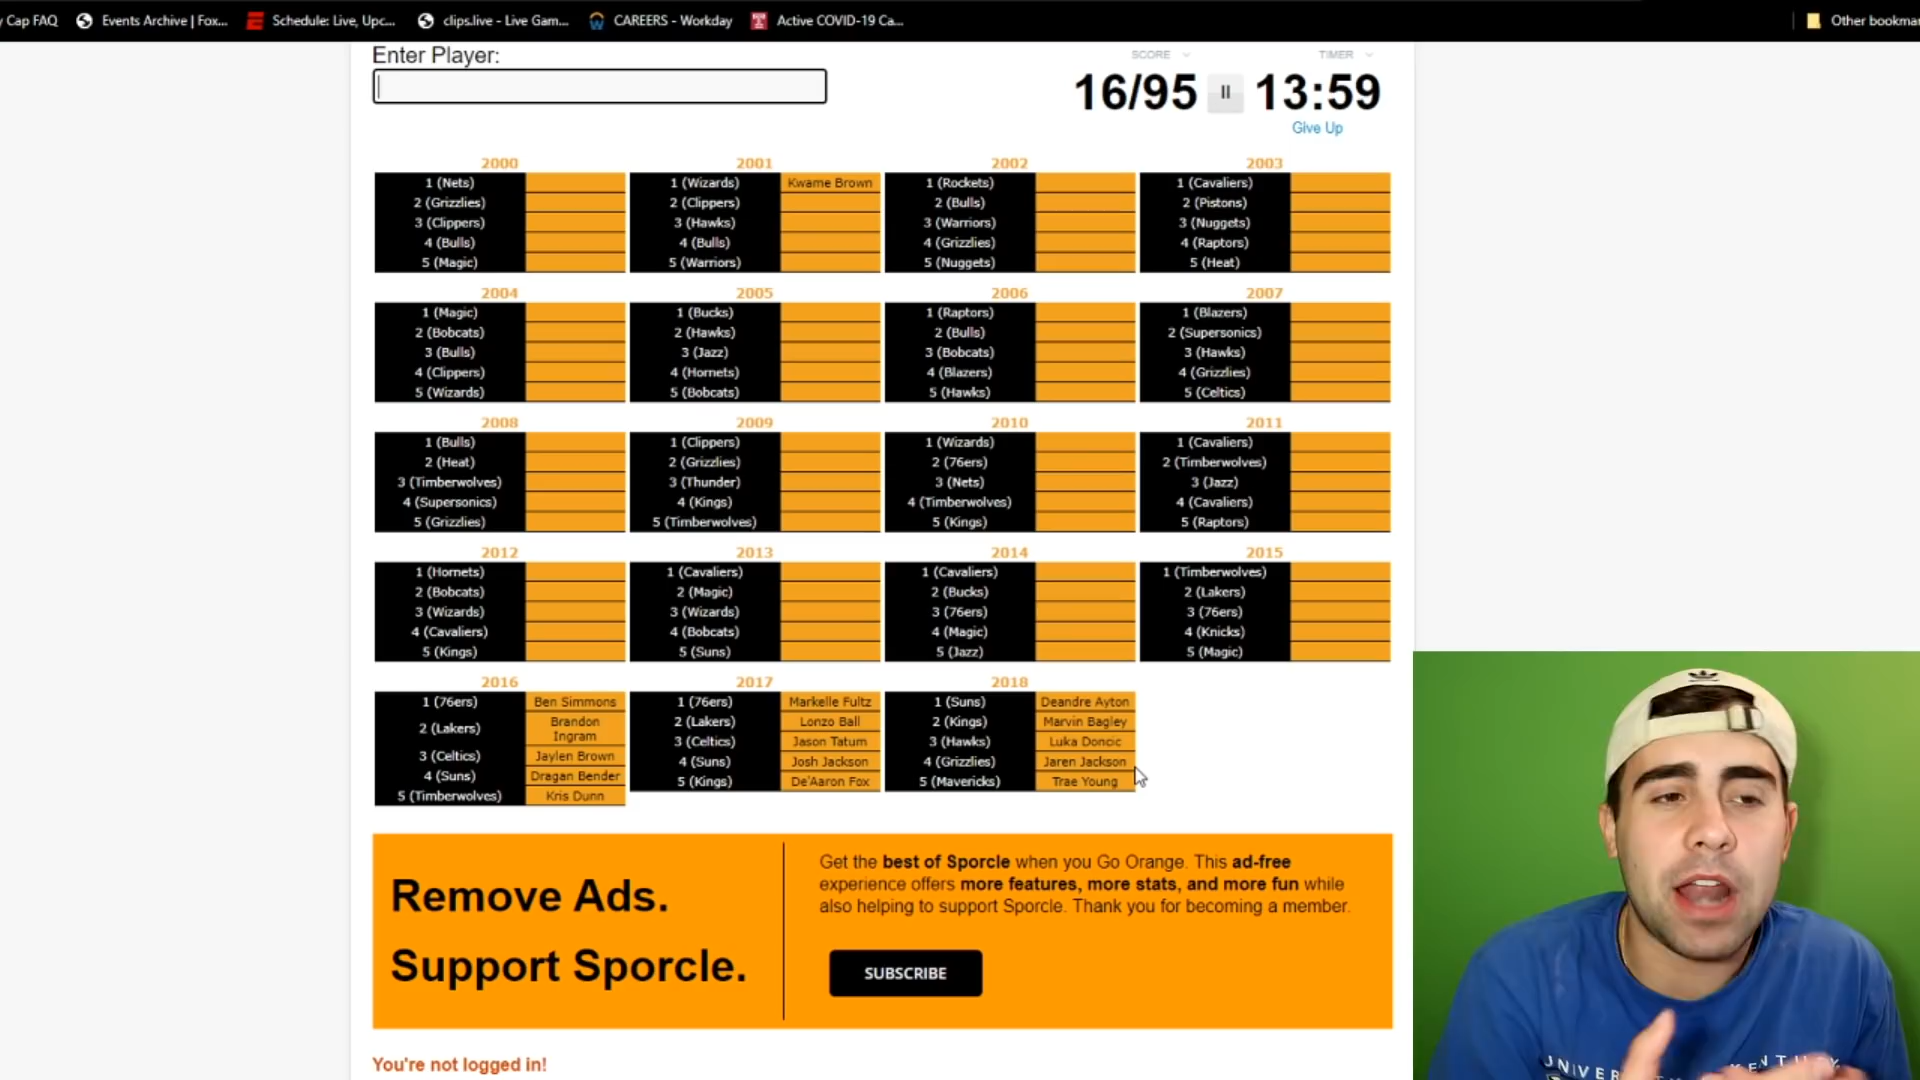 y Cap FAQ Events Archive | Fox... Schedule: Live, Upc... clips.live - Live Gam... CAREERS - Workday Active COVID-19 Ca... Other bookmar
Enter Player:
SCORE TIMER
16/95 13:59
Give Up
2000 2001 2002 2003
1 (Nets) 1 (Wizards) Kwame Brown 1 (Rockets) 1 (Cavaliers)
2 (Grizzlies) 2 (Clippers) 2 (Bulls) 2 (Pistons)
3 (Clippers) 3 (Hawks) 3 (Warriors) 3 (Nuggets)
4 (Bulls) 4 (Bulls) 4 (Grizzlies) 4 (Raptors)
5 (Magic) 5 (Warriors) 5 (Nuggets) 5 (Heat)
2004 2005 2006 2007
1 (Magic) 1 (Bucks) 1 (Raptors) 1 (Blazers)
2 (Bobcats) 2 (Hawks) 2 (Bulls) 2 (Supersonics)
3 (Bulls) 3 (Jazz) 3 (Bobcats) 3 (Hawks)
4 (Clippers) 4 (Hornets) 4 (Blazers) 4 (Grizzlies)
5 (Wizards) 5 (Bobcats) 5 (Hawks) 5 (Celtics)
2008 2009 2010 2011
1 (Bulls) 1 (Clippers) 1 (Wizards) 1 (Cavaliers)
2 (Heat) 2 (Grizzlies) 2 (76ers) 2 (Timberwolves)
3 (Timberwolves) 3 (Thunder) 3 (Nets) 3 (Jazz)
4 (Supersonics) 4 (Kings) 4 (Timberwolves) 4 (Cavaliers)
5 (Grizzlies) 5 (Timberwolves) 5 (Kings) 5 (Raptors)
2012 2013 2014 2015
1 (Hornets) 1 (Cavaliers) 1 (Cavaliers) 1 (Timberwolves)
2 (Bobcats) 2 (Magic) 2 (Bucks) 2 (Lakers)
3 (Wizards) 3 (Wizards) 3 (76ers) 3 (76ers)
4 (Cavaliers) 4 (Bobcats) 4 (Magic) 4 (Knicks)
5 (Kings) 5 (Suns) 5 (Jazz) 5 (Magic)
2016 2017 2018
1 (76ers) Ben Simmons 1 (76ers) Markelle Fultz 1 (Suns) Deandre Ayton
2 (Lakers) Brandon Ingram 2 (Lakers) Lonzo Ball 2 (Kings) Marvin Bagley
3 (Celtics) Jaylen Brown 3 (Celtics) Jason Tatum 3 (Hawks) Luka Doncic
4 (Suns) Dragan Bender 4 (Suns) Josh Jackson 4 (Grizzlies) Jaren Jackson
5 (Timberwolves) Kris Dunn 5 (Kings) De'Aaron Fox 5 (Mavericks) Trae Young
Remove Ads.
Support Sporcle.
Get the best of Sporcle when you Go Orange. This ad-free
experience offers more features, more stats, and more fun while
also helping to support Sporcle. Thank you for becoming a member.
SUBSCRIBE
You're not logged in!